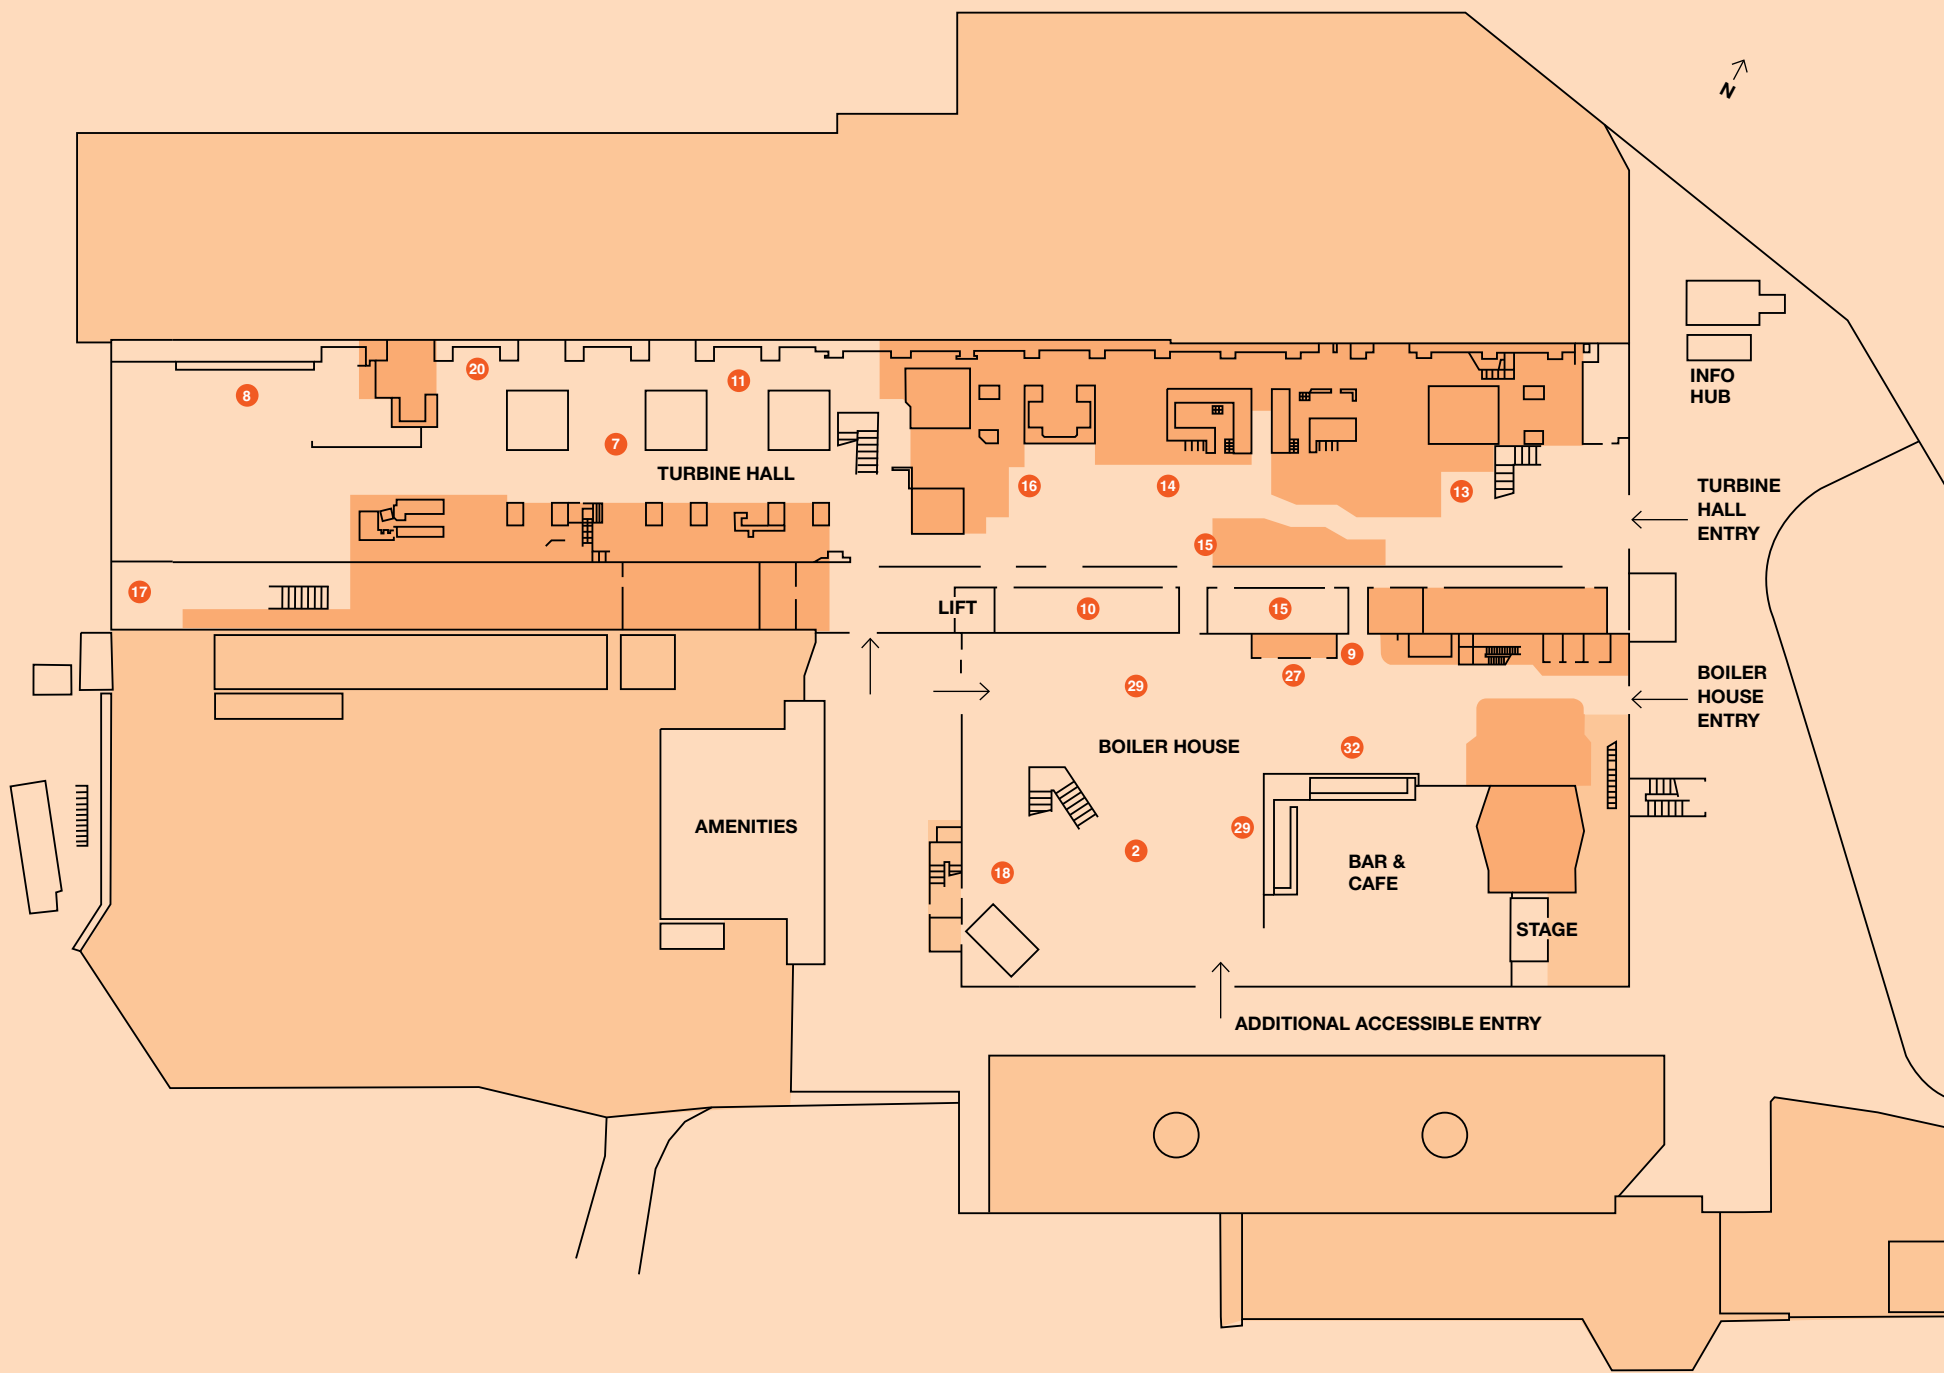 N
INFO
HUB
20
11
8
7
TURBINE HALL
16
14
13
TURBINE
HALL
ENTRY
15
17
LIFT
10
15
9
27
29
BOILER
HOUSE
ENTRY
BOILER HOUSE
32
AMENITIES
29
2
18
BAR &
CAFE
STAGE
ADDITIONAL ACCESSIBLE ENTRY